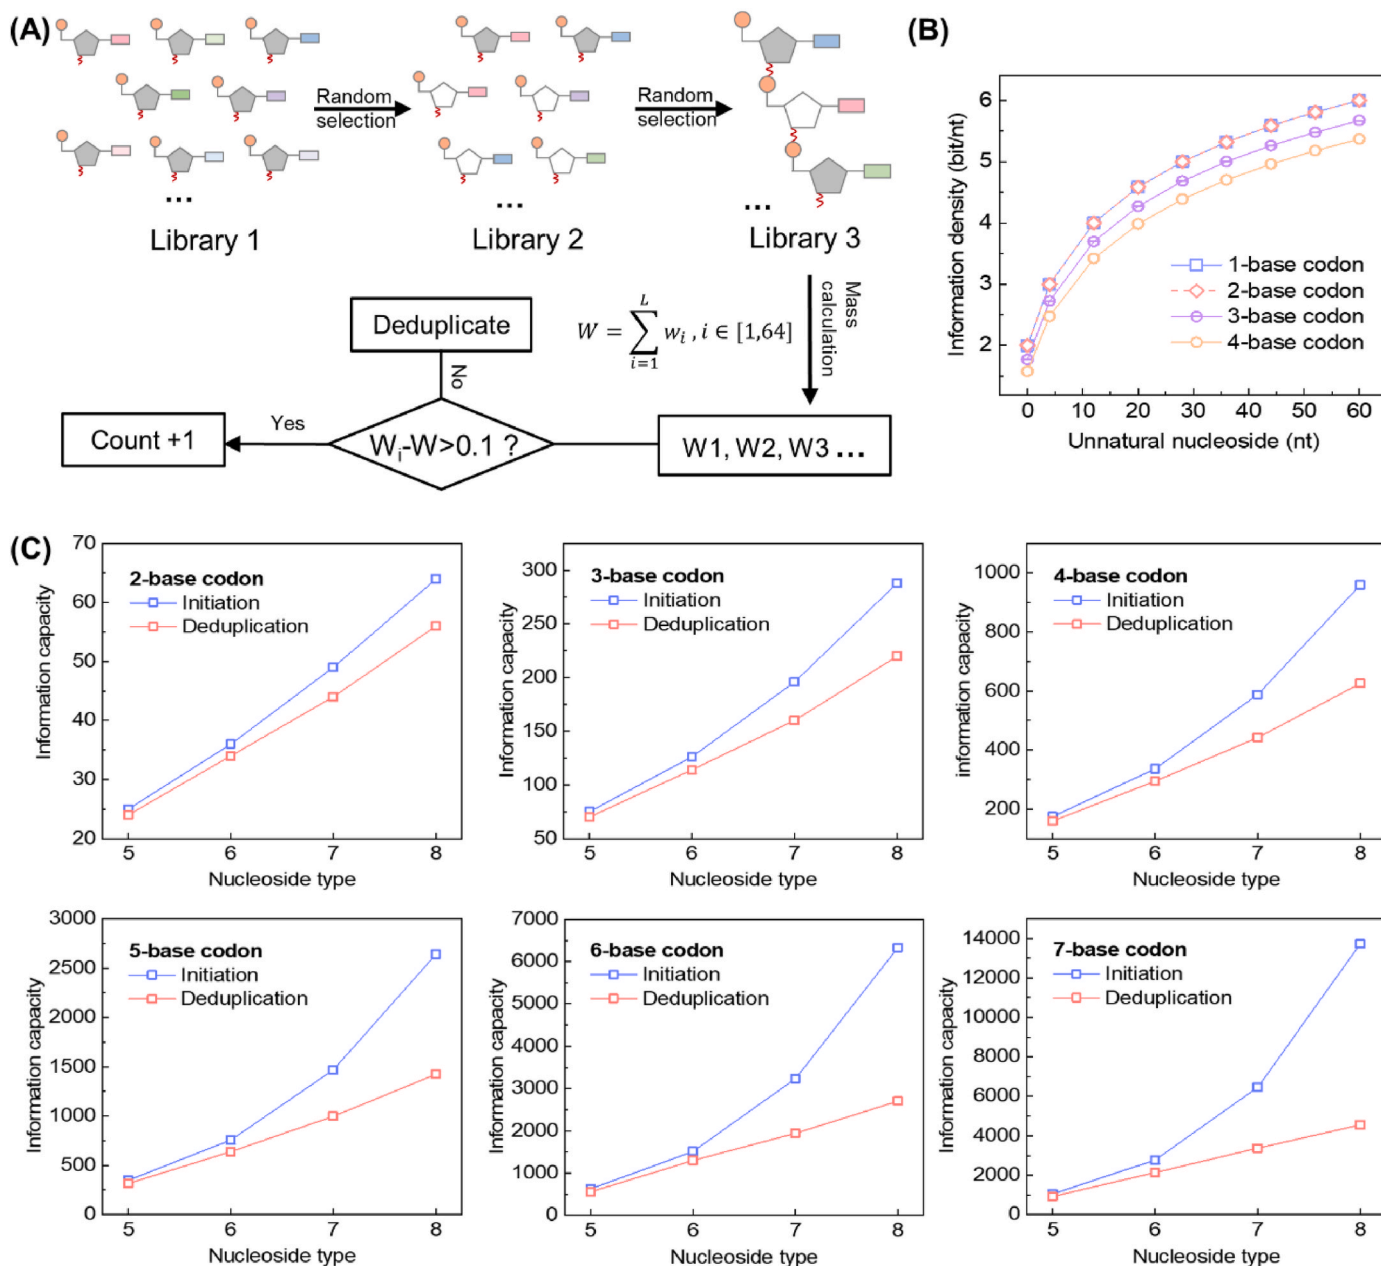 (A)
Random
selection
Random
selection
...
...
...
Library 1
Library 2
Library 3
Mass
calculation
W = \sum_{i=1}^{L} w_i , i ∈ [1,64]
Deduplicate
No
Count +1
Yes
W_i-W>0.1 ?
W1, W2, W3 ...
(B)
Information density (bit/nt)
6
5
4
3
2
1-base codon
2-base codon
3-base codon
4-base codon
0 10 20 30 40 50 60
Unnatural nucleoside (nt)
(C)
Information capacity
70
60
50
40
30
20
2-base codon
Initiation
Deduplication
5 6 7 8
Nucleoside type
Information capacity
300
250
200
150
100
50
3-base codon
Initiation
Deduplication
5 6 7 8
Nucleoside type
information capacity
1000
800
600
400
200
4-base codon
Initiation
Deduplication
5 6 7 8
Nucleoside type
Information capacity
3000
2500
2000
1500
1000
500
0
5-base codon
Initiation
Deduplication
5 6 7 8
Nucleoside type
Information capacity
7000
6000
5000
4000
3000
2000
1000
0
6-base codon
Initiation
Deduplication
5 6 7 8
Nucleoside type
Information capacity
14000
12000
10000
8000
6000
4000
2000
0
7-base codon
Initiation
Deduplication
5 6 7 8
Nucleoside type